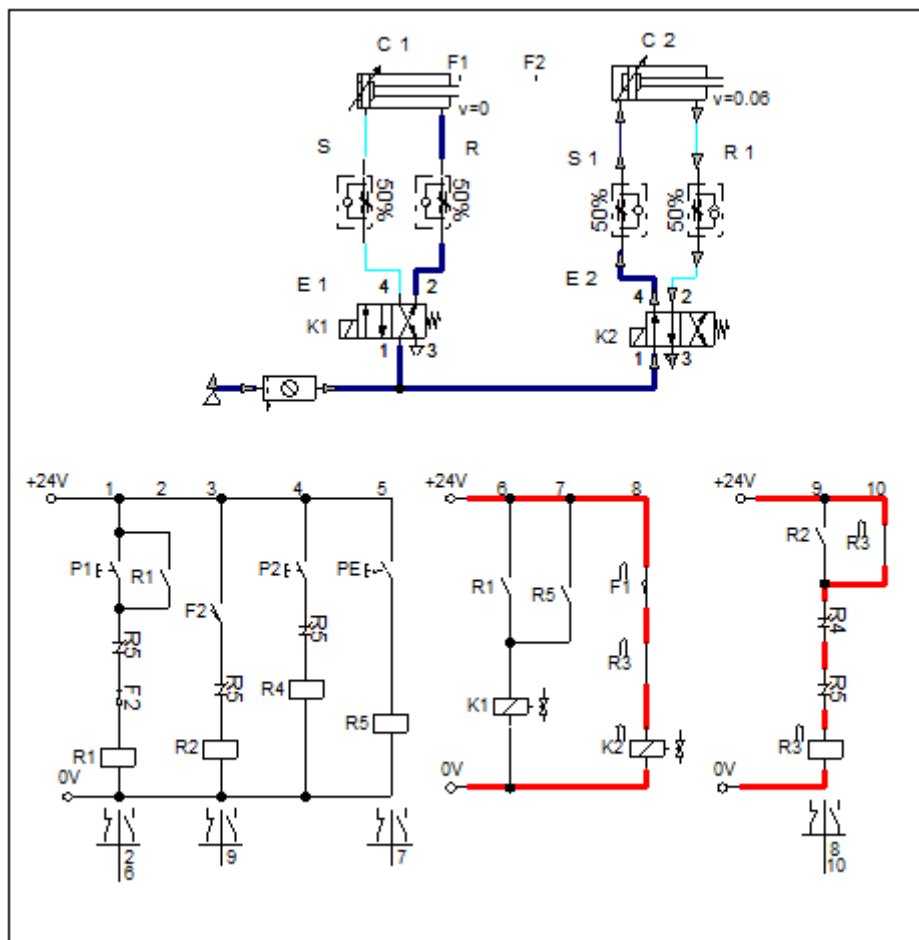 C 1 F1 F2 C 2
v=0 v=0.06
S R S 1 R 1
50% 50% 50% 50%
E 1 4 2 E 2 4 2
K1 1 3 K2 1 3
+24V 1 2 3 4 5 +24V 6 7 8 +24V 9 10
P1 R1 P2 PE R1 R5 F1 R2 R3
R5 F2 R5 R3 R4
F2 R5 R4 R5 K1 R5
R1 R2 K2 R3
0V 0V 0V
2 9 7 8
6 10